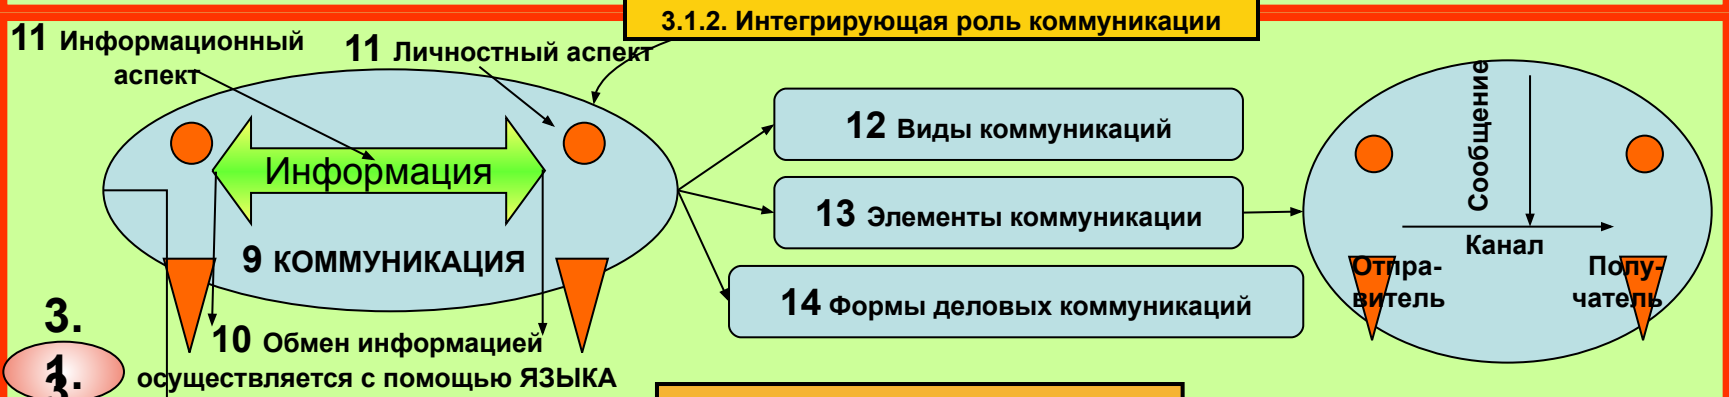 3.1.2. Интегрирующая роль коммуникации
11 Информационный
аспект
11 Личностный аспект
Информация
9 КОММУНИКАЦИЯ
10 Обмен информацией
осуществляется с помощью ЯЗЫКА
12 Виды коммуникаций
13 Элементы коммуникации
14 Формы деловых коммуникаций
Сообщение
Канал
Отпра-
витель
Полу-
чатель
3.
1.
3.